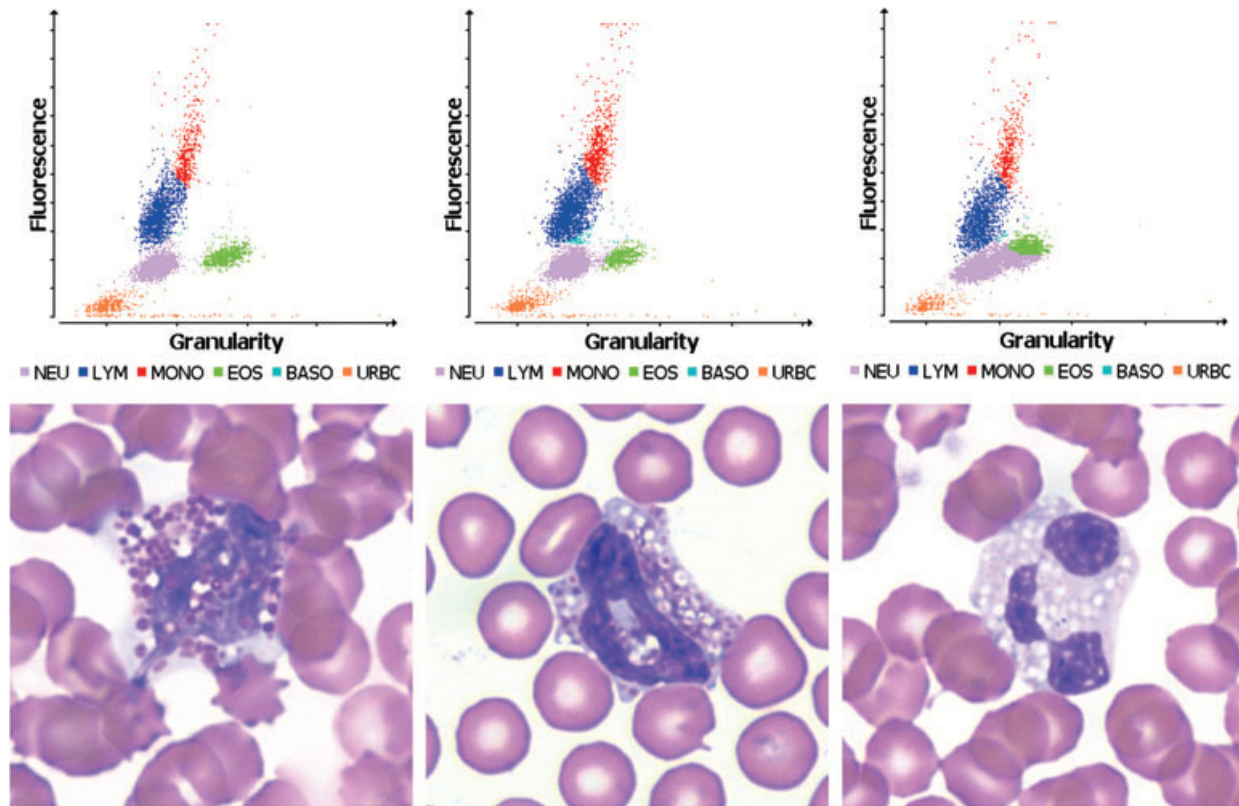 Fluorescence
Granularity
NEU LYM MONO EOS BASO URBC
Fluorescence
Granularity
NEU LYM MONO EOS BASO URBC
Fluorescence
Granularity
NEU LYM MONO EOS BASO URBC